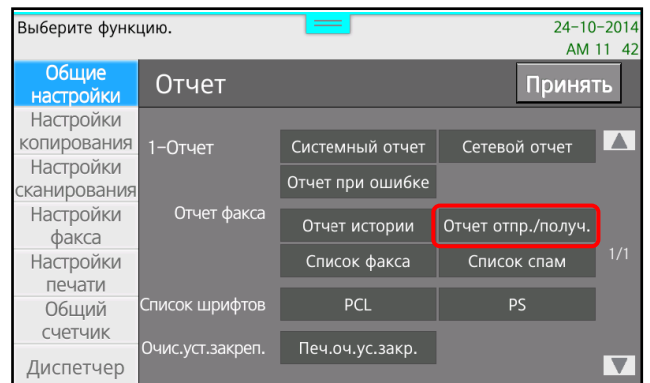 Выберите функцию.
24-10-2014
AM 11 42
Общие
настройки
Отчет
Принять
Настройки
копирования
1-Отчет
Системный отчет
Сетевой отчет
Настройки
сканирования
Отчет при ошибке
Настройки
факса
Отчет факса
Отчет истории
Отчет отпр./получ.
1/1
Настройки
печати
Список факса
Список спам
Общий
счетчик
Список шрифтов
PCL
PS
Очис.уст.закреп.
Печ.оч.ус.закр.
Диспетчер